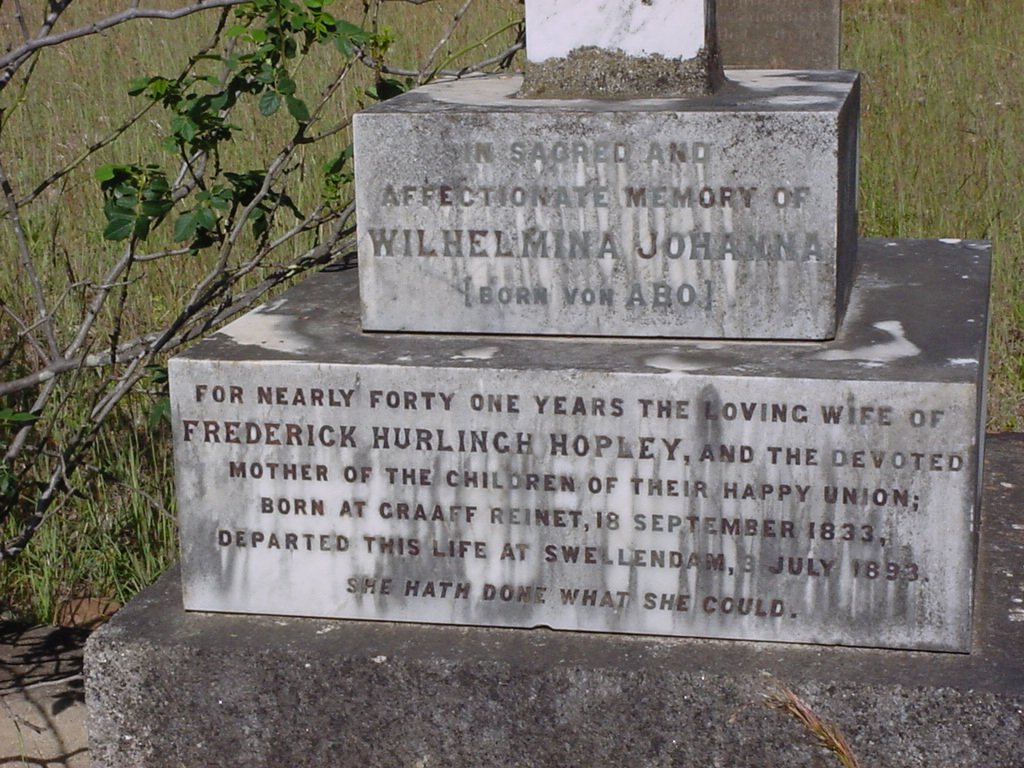 IN SACRED AND
AFFECTIONATE MEMORY OF
WILHELMINA JOHANNA
[BORN VON ABO]
FOR NEARLY FORTY ONE YEARS THE LOVING WIFE OF
FREDERICK HURLINGH HOPLEY, AND THE DEVOTED
MOTHER OF THE CHILDREN OF THEIR HAPPY UNION;
BORN AT GRAAFF REINET, 18 SEPTEMBER 1833,
DEPARTED THIS LIFE AT SWELLENDAM, JULY 1893.
SHE HATH DONE WHAT SHE COULD.